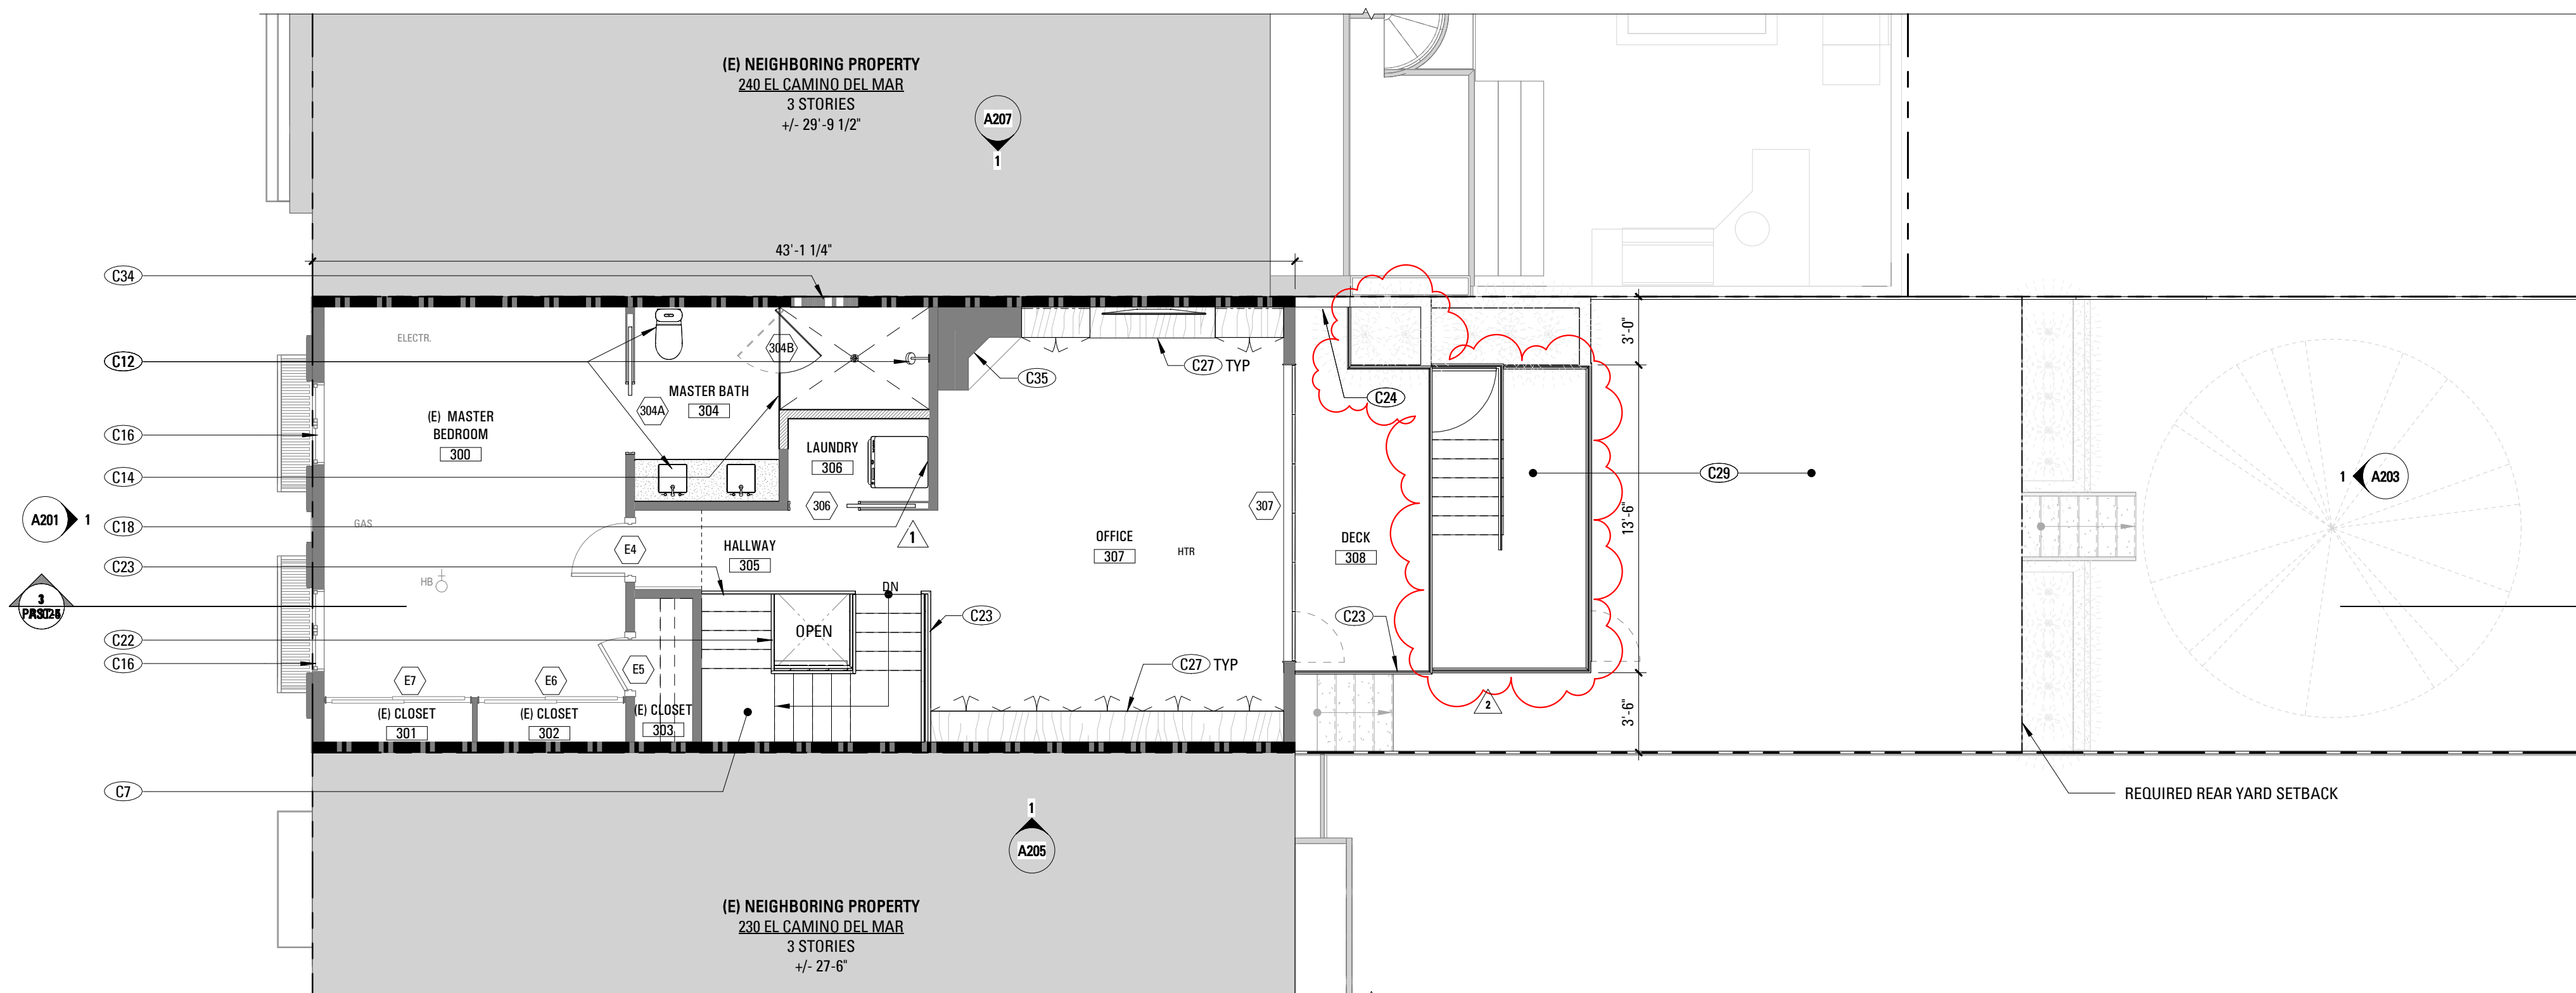 (E) NEIGHBORING PROPERTY
240 EL CAMINO DEL MAR
3 STORIES
+/- 29'-9 1/2"
A207
1
43'-1 1/4"
C34
ELECTR.
C12
304B
C35
C27 TYP
C24
3'-0"
MASTER BATH
304
304A
(E) MASTER
BEDROOM
300
C16
LAUNDRY
306
C14
C29
1
A203
A201
1
C18
GAS
306
307
13'-6"
1
E4
HALLWAY
305
OFFICE
307
HTR
DECK
308
C23
HB
DN
3
C23
C23
C22
OPEN
C16
E5
C27 TYP
E7
E6
(E) CLOSET
301
(E) CLOSET
302
(E) CLOSET
303
2
3'-6"
C7
REQUIRED REAR YARD SETBACK
1
A205
(E) NEIGHBORING PROPERTY
230 EL CAMINO DEL MAR
3 STORIES
+/- 27-6"